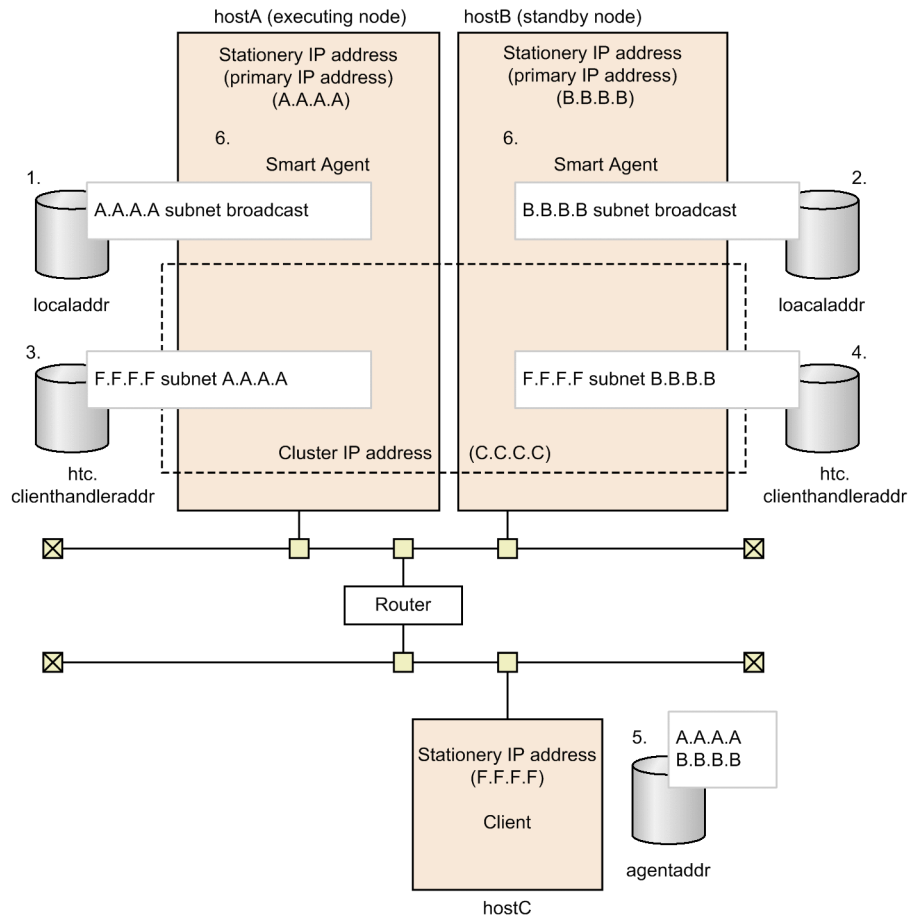 hostA (executing node)
hostB (standby node)
Stationery IP address
(primary IP address)
(A.A.A.A)
Stationery IP address
(primary IP address)
(B.B.B.B)
6.
Smart Agent
6.
Smart Agent
1.
A.A.A.A subnet broadcast
localaddr
2.
B.B.B.B subnet broadcast
loacaladdr
3.
F.F.F.F subnet A.A.A.A
htc.
clienthandleraddr
4.
F.F.F.F subnet B.B.B.B
htc.
clienthandleraddr
Cluster IP address (C.C.C.C)
Router
Stationery IP address
(F.F.F.F)
Client
hostC
5.
A.A.A.A
B.B.B.B
agentaddr